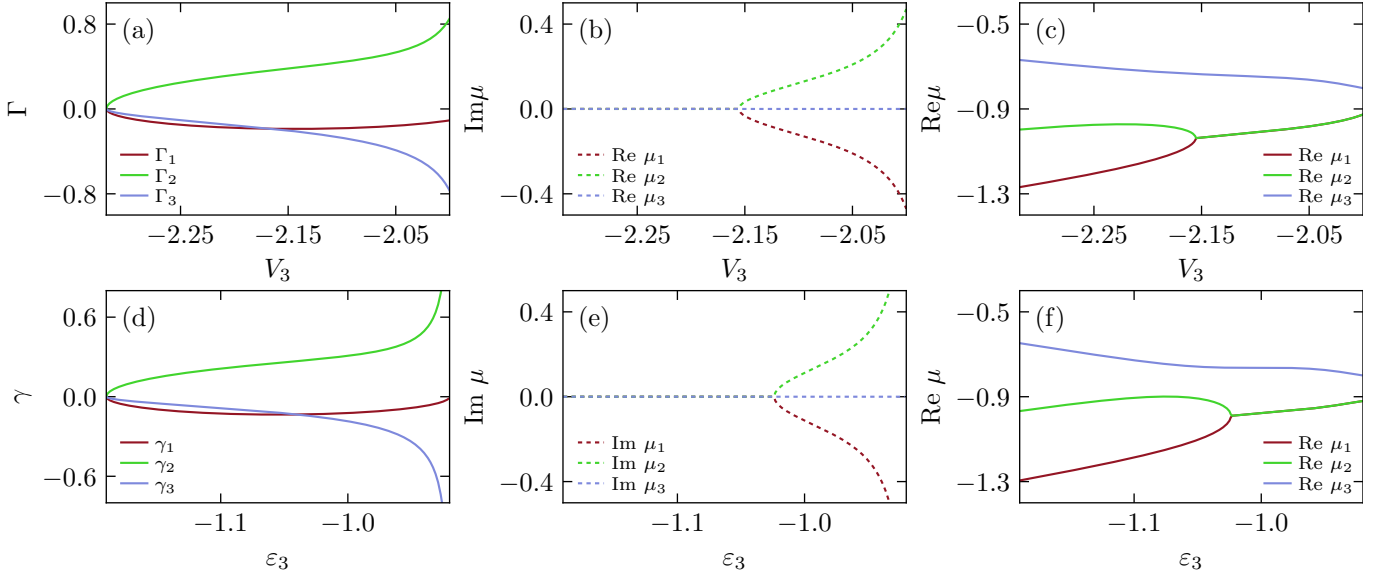 (a)
Γ
0.8
0.0
−0.8
Γ₁
Γ₂
Γ₃
−2.25
−2.15
−2.05
V₃
(b)
Imμ
0.4
0.0
−0.4
Re μ₁
Re μ₂
Re μ₃
−2.25
−2.15
−2.05
V₃
(c)
Reμ
−0.5
−0.9
−1.3
Re μ₁
Re μ₂
Re μ₃
−2.25
−2.15
−2.05
V₃
(d)
γ
0.6
0.0
−0.6
γ₁
γ₂
γ₃
−1.1
−1.0
ε₃
(e)
Im μ
0.4
0.0
−0.4
Im μ₁
Im μ₂
Im μ₃
−1.1
−1.0
ε₃
(f)
Re μ
−0.5
−0.9
−1.3
Re μ₁
Re μ₂
Re μ₃
−1.1
−1.0
ε₃